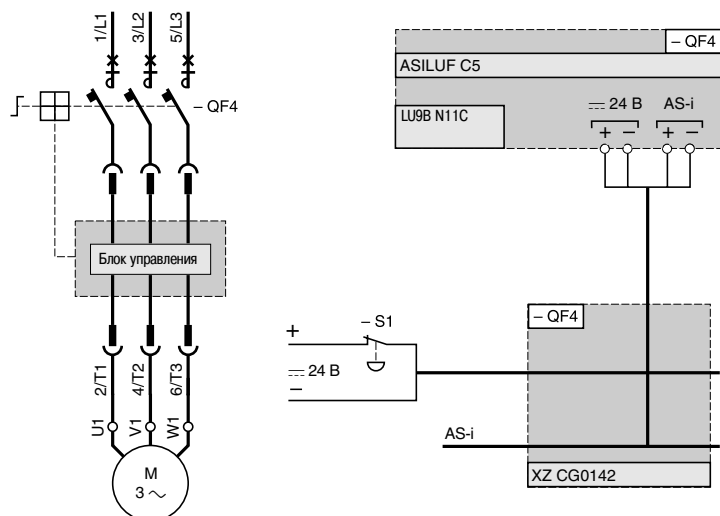 1/L1
3/L2
5/L3
– QF4
Блок управления
2/T1
4/T2
6/T3
U1
V1
W1
M
3 ~
– QF4
ASILUF C5
LU9B N11C
24 В
AS-i
+ – + –
– S1
+
24 В
–
AS-i
– QF4
XZ CG0142